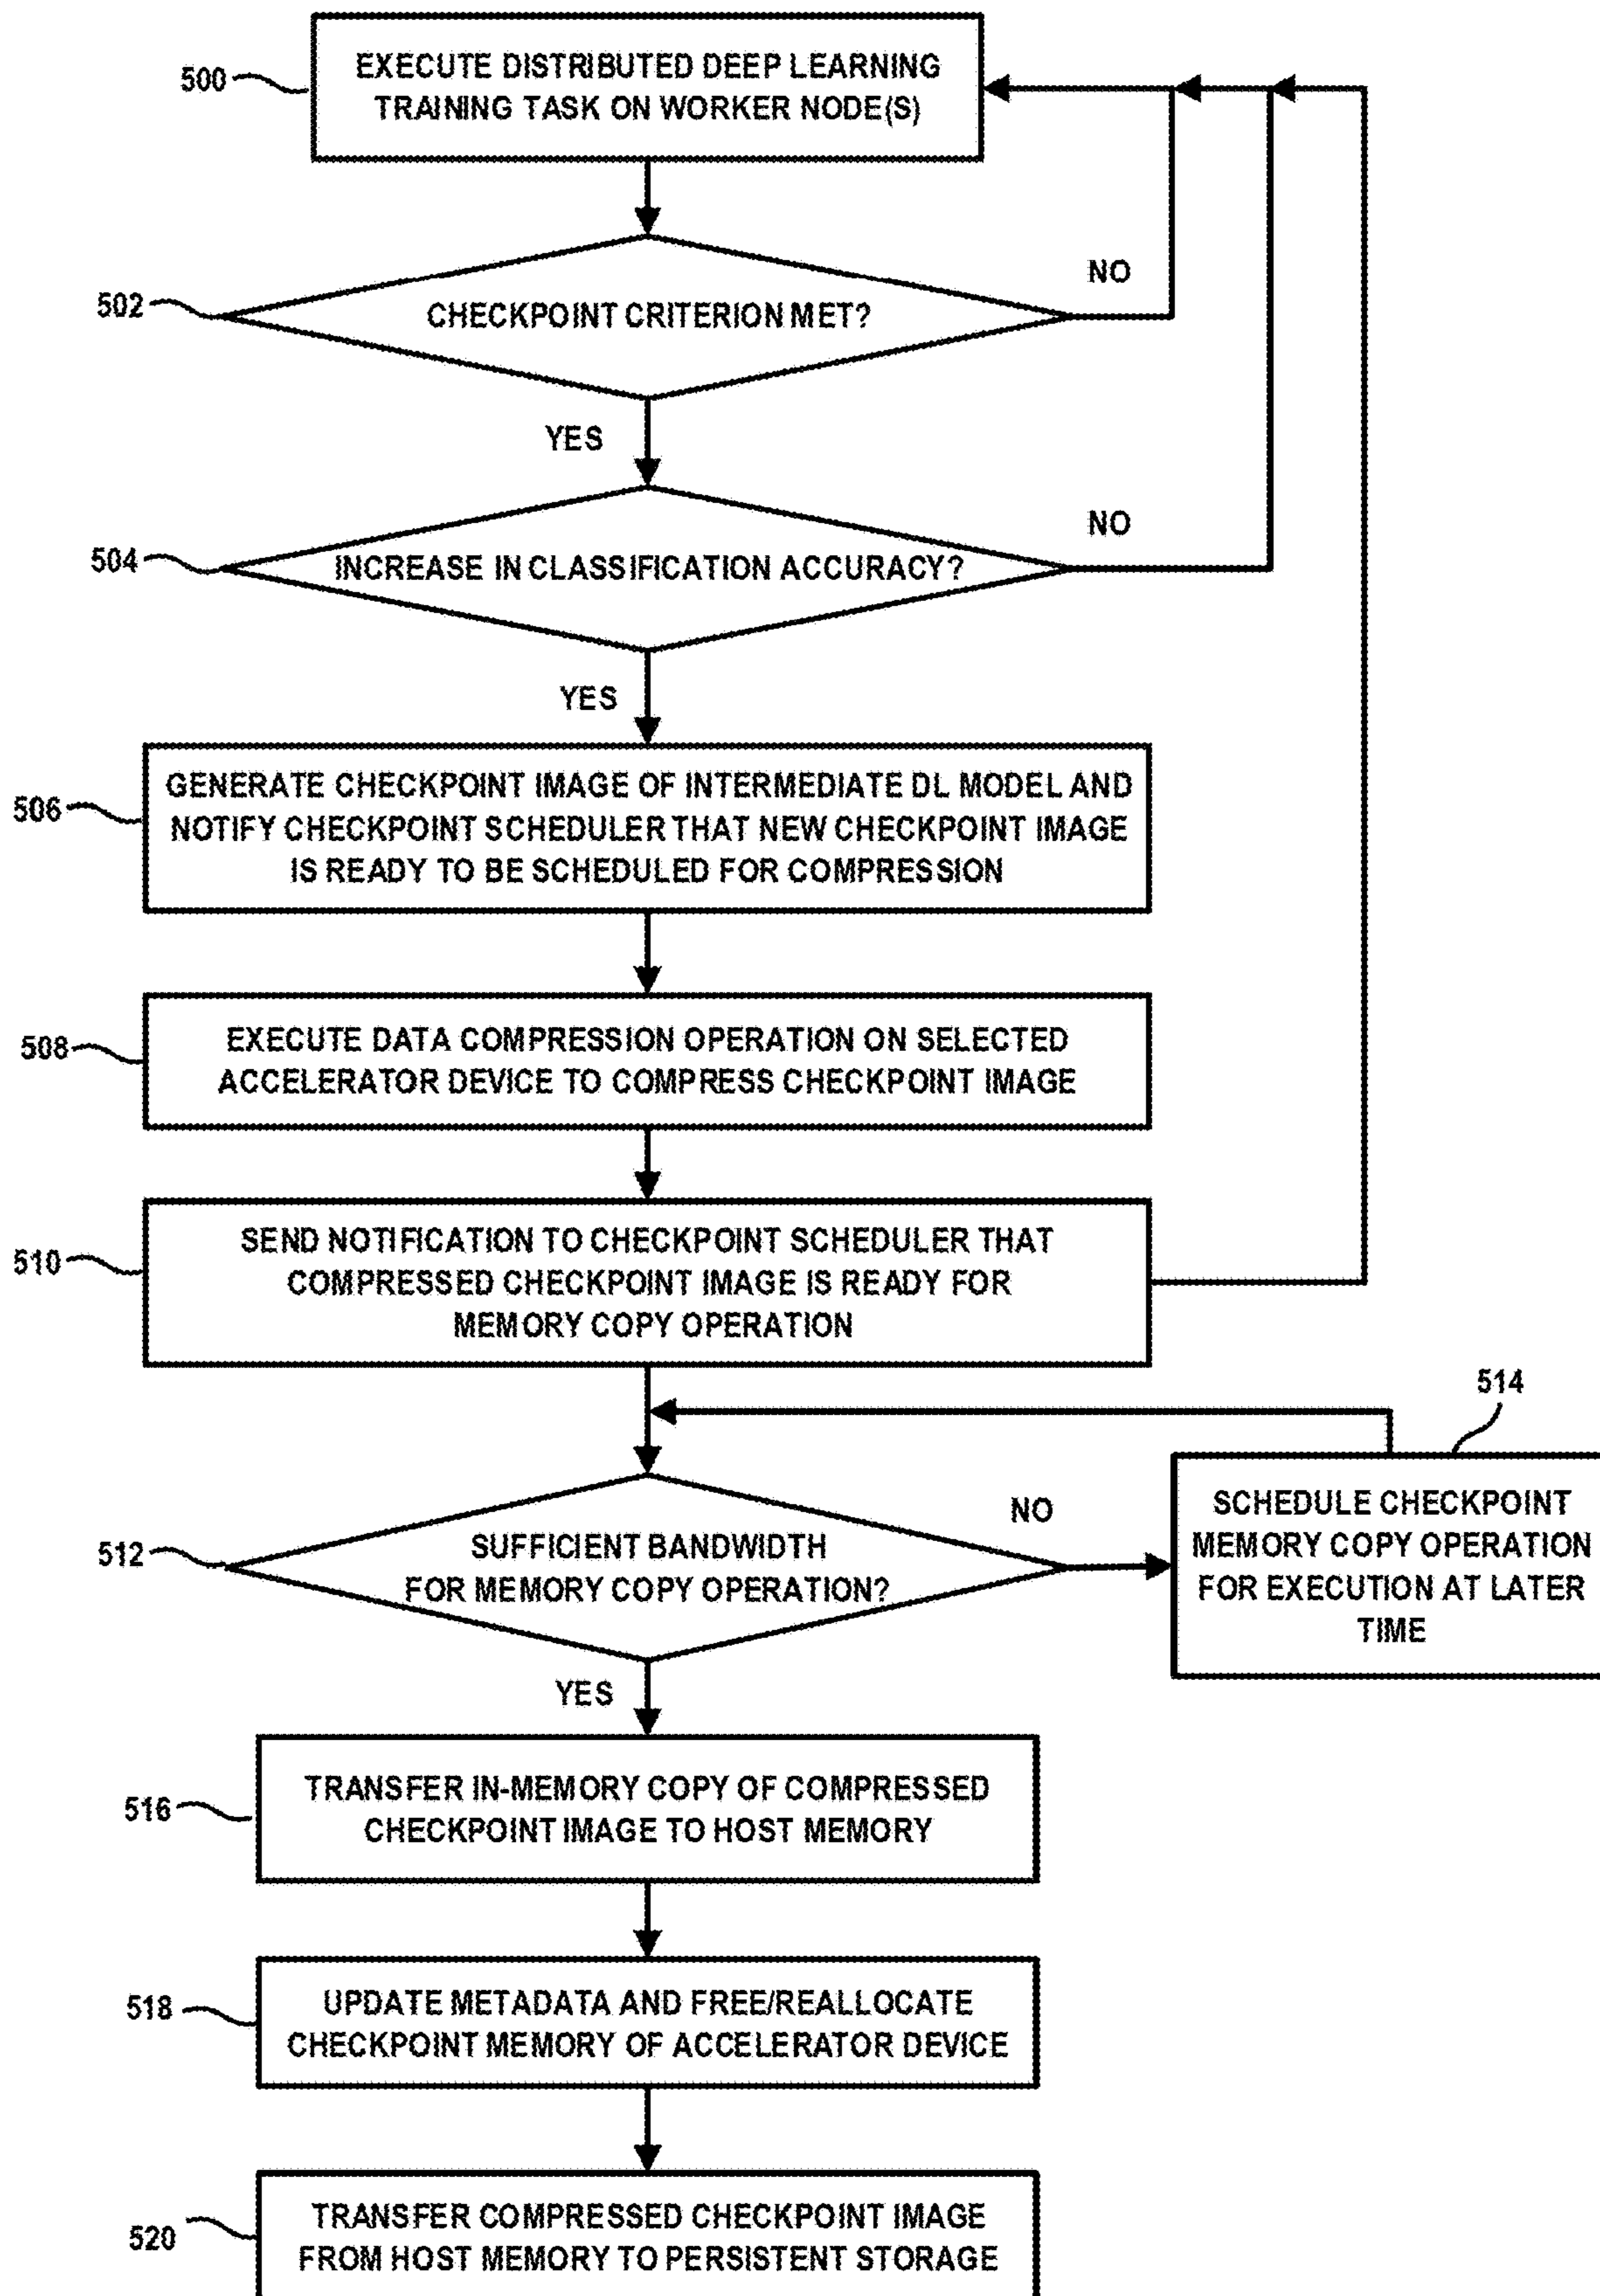 500
EXECUTE DISTRIBUTED DEEP LEARNING
TRAINING TASK ON WORKER NODE(S)
502
CHECKPOINT CRITERION MET?
NO
YES
504
INCREASE IN CLASSIFICATION ACCURACY?
NO
YES
506
GENERATE CHECKPOINT IMAGE OF INTERMEDIATE DL MODEL AND
NOTIFY CHECKPOINT SCHEDULER THAT NEW CHECKPOINT IMAGE
IS READY TO BE SCHEDULED FOR COMPRESSION
508
EXECUTE DATA COMPRESSION OPERATION ON SELECTED
ACCELERATOR DEVICE TO COMPRESS CHECKPOINT IMAGE
510
SEND NOTIFICATION TO CHECKPOINT SCHEDULER THAT
COMPRESSED CHECKPOINT IMAGE IS READY FOR
MEMORY COPY OPERATION
512
SUFFICIENT BANDWIDTH
FOR MEMORY COPY OPERATION?
NO
YES
514
SCHEDULE CHECKPOINT
MEMORY COPY OPERATION
FOR EXECUTION AT LATER
TIME
516
TRANSFER IN-MEMORY COPY OF COMPRESSED
CHECKPOINT IMAGE TO HOST MEMORY
518
UPDATE METADATA AND FREE/REALLOCATE
CHECKPOINT MEMORY OF ACCELERATOR DEVICE
520
TRANSFER COMPRESSED CHECKPOINT IMAGE
FROM HOST MEMORY TO PERSISTENT STORAGE